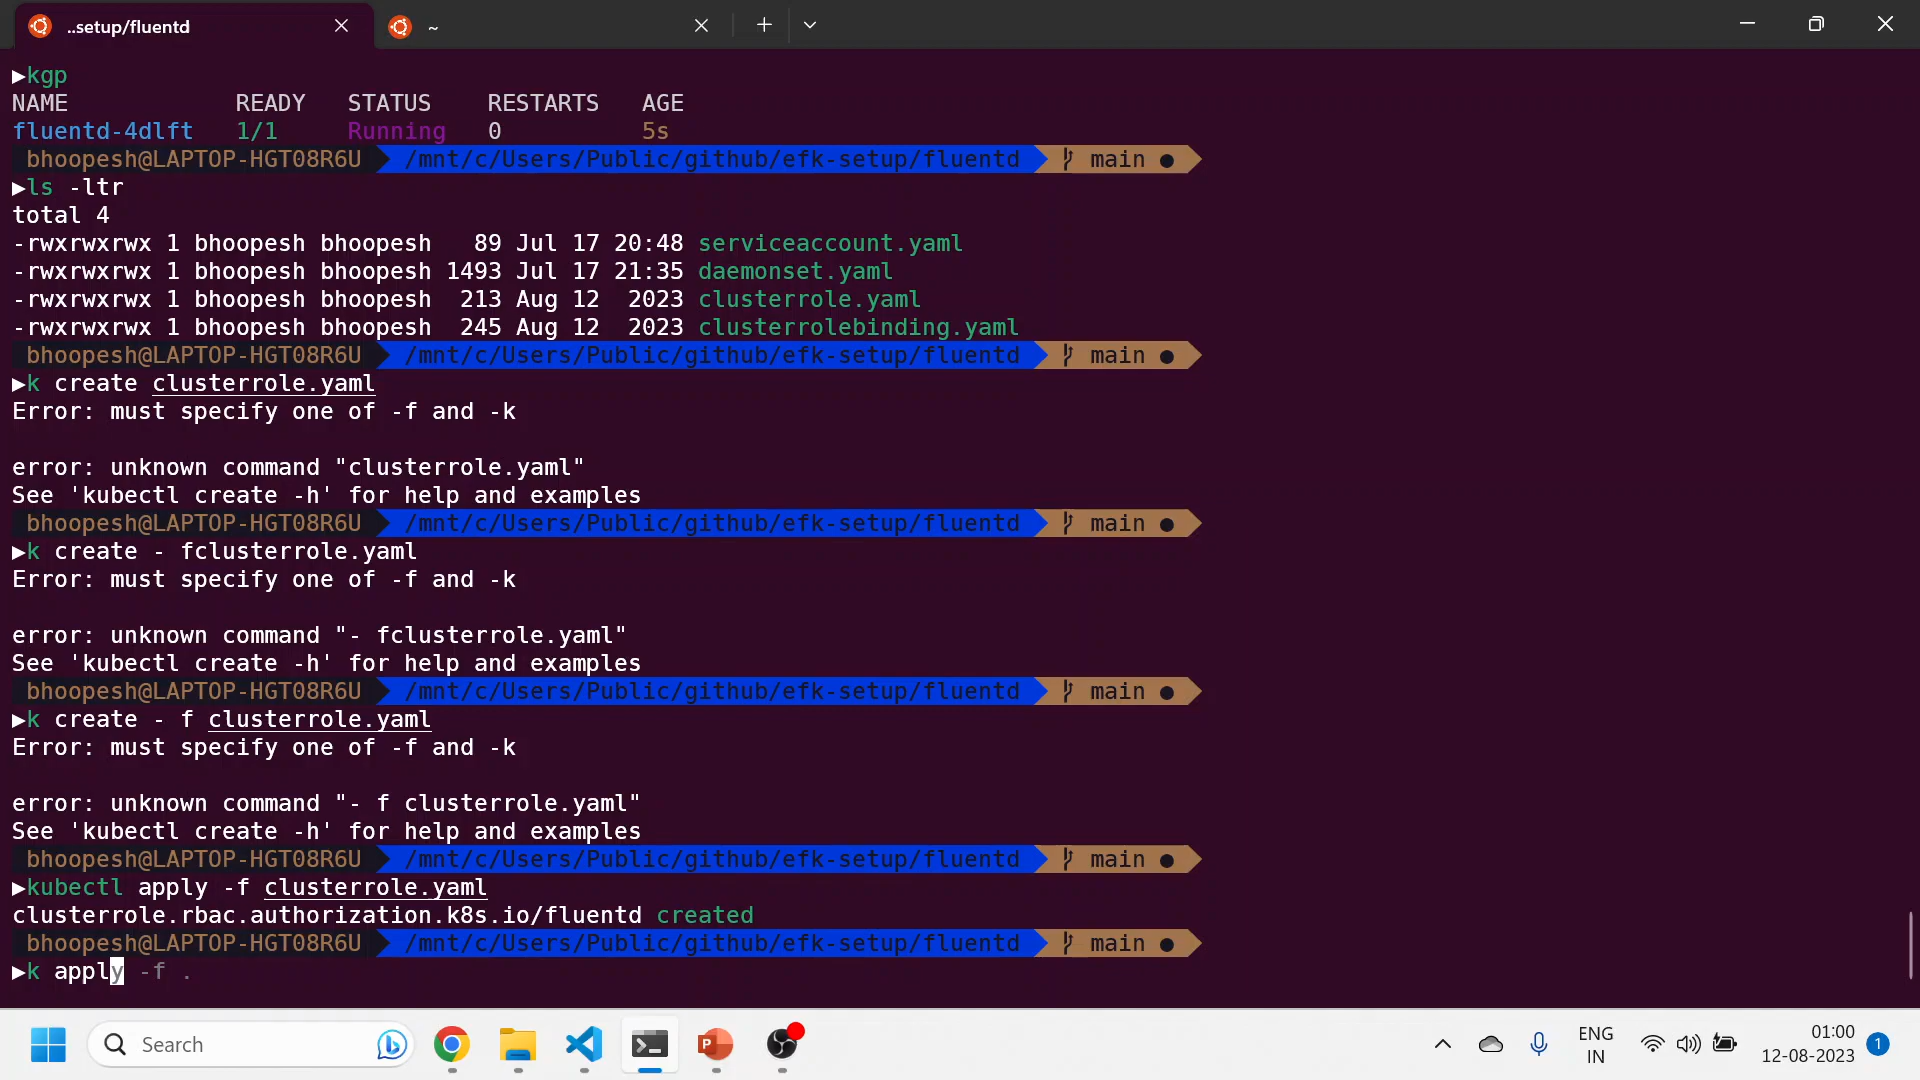 ..setup/fluentd
~
▶kgp
NAME READY STATUS RESTARTS AGE
fluentd-4dlft 1/1 Running 0 5s
bhoopesh@LAPTOP-HGT08R6U /mnt/c/Users/Public/github/efk-setup/fluentd main ●
▶ls -ltr
total 4
-rwxrwxrwx 1 bhoopesh bhoopesh 89 Jul 17 20:48 serviceaccount.yaml
-rwxrwxrwx 1 bhoopesh bhoopesh 1493 Jul 17 21:35 daemonset.yaml
-rwxrwxrwx 1 bhoopesh bhoopesh 213 Aug 12 2023 clusterrole.yaml
-rwxrwxrwx 1 bhoopesh bhoopesh 245 Aug 12 2023 clusterrolebinding.yaml
bhoopesh@LAPTOP-HGT08R6U /mnt/c/Users/Public/github/efk-setup/fluentd main ●
▶k create clusterrole.yaml
Error: must specify one of -f and -k
error: unknown command "clusterrole.yaml"
See 'kubectl create -h' for help and examples
bhoopesh@LAPTOP-HGT08R6U /mnt/c/Users/Public/github/efk-setup/fluentd main ●
▶k create - fclusterrole.yaml
Error: must specify one of -f and -k
error: unknown command "- fclusterrole.yaml"
See 'kubectl create -h' for help and examples
bhoopesh@LAPTOP-HGT08R6U /mnt/c/Users/Public/github/efk-setup/fluentd main ●
▶k create - f clusterrole.yaml
Error: must specify one of -f and -k
error: unknown command "- f clusterrole.yaml"
See 'kubectl create -h' for help and examples
bhoopesh@LAPTOP-HGT08R6U /mnt/c/Users/Public/github/efk-setup/fluentd main ●
▶kubectl apply -f clusterrole.yaml
clusterrole.rbac.authorization.k8s.io/fluentd created
bhoopesh@LAPTOP-HGT08R6U /mnt/c/Users/Public/github/efk-setup/fluentd main ●
▶k apply -f .
Search
P
ENG
IN
01:00
12-08-2023
1